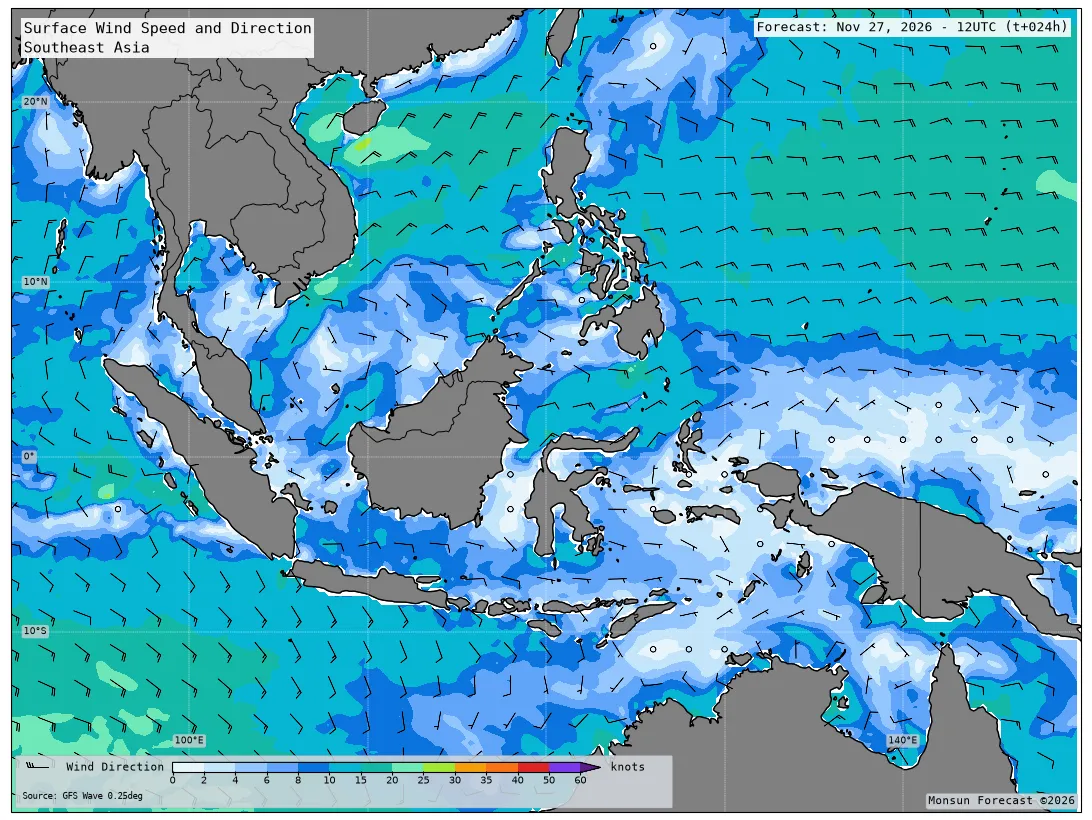 Surface Wind Speed and Direction
Southeast Asia
Forecast: Nov 27, 2026 - 12UTC (t+024h)
20°N
10°N
0°
10°S
100°E
140°E
Wind Direction
0 2 4 6 8 10 15 20 25 30 35 40 50 60
knots
Source: GFS Wave 0.25deg
Monsun Forecast ©2026